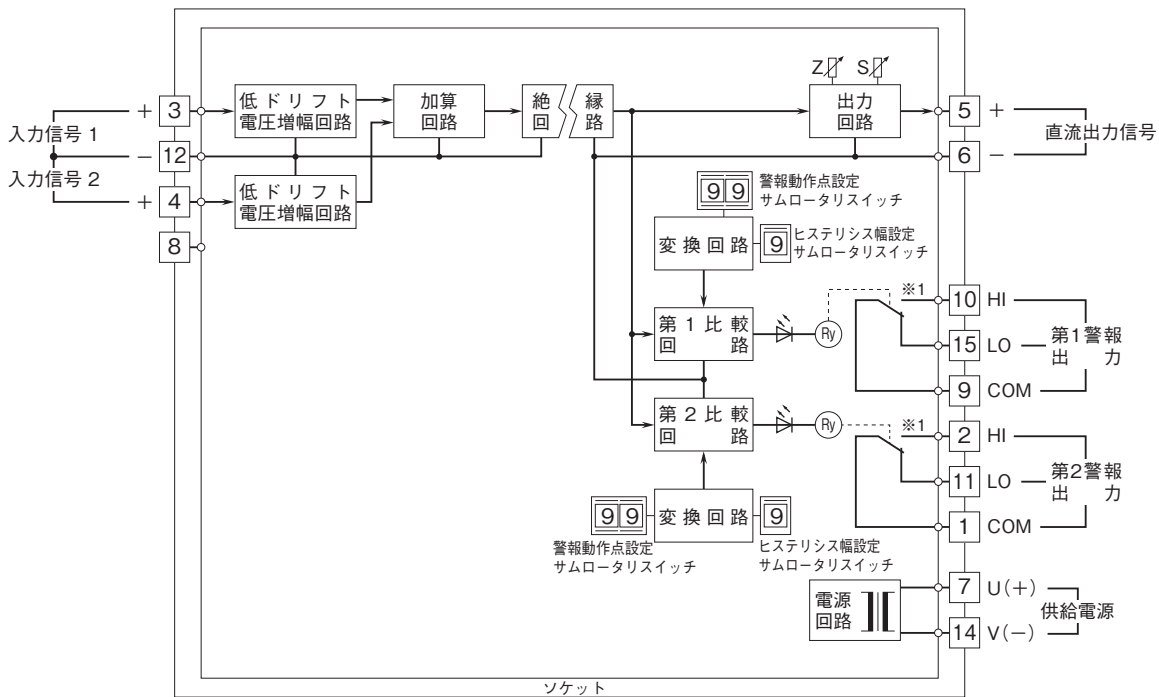 入力信号 1
入力信号 2
+ 3
− 12
+ 4
8
低ドリフト
電圧増幅回路
低ドリフト
電圧増幅回路
加算
回路
絶 縁
回 路
Z S
出力
回路
5 +
6 −
直流出力信号
99
警報動作点設定
サムロータリスイッチ
変換回路
9
ヒステリシス幅設定
サムロータリスイッチ
第1比較
回路
Ry
※1
10 HI
15 LO
9 COM
第1警報
出力
第2比較
回路
Ry
※1
2 HI
11 LO
1 COM
第2警報
出力
99
変換回路
9
警報動作点設定
サムロータリスイッチ
ヒステリシス幅設定
サムロータリスイッチ
電源
回路
7 U(+)
14 V(−)
供給電源
ソケット